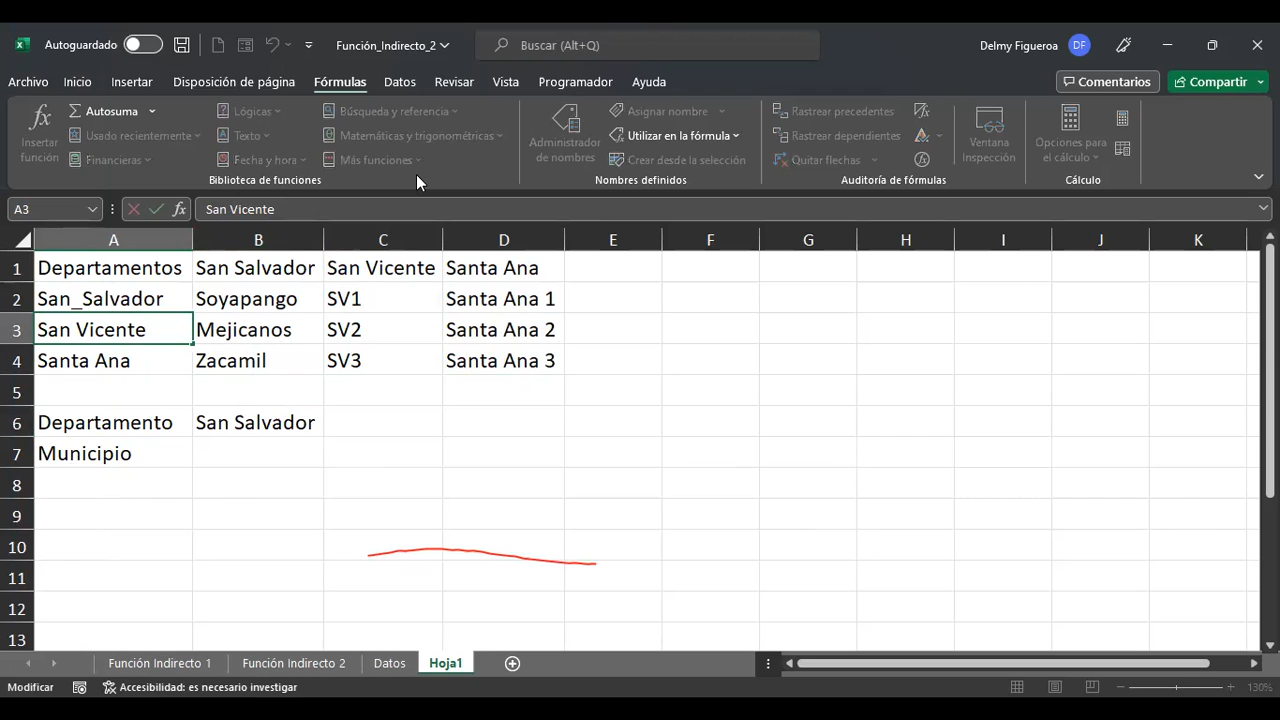 Autoguardado
Función_Indirecto_2
Buscar (Alt+Q)
Delmy Figueroa
DF
Archivo Inicio Insertar Disposición de página Fórmulas Datos Revisar Vista Programador Ayuda
Comentarios
Compartir
fx Insertar función
Autosuma
Usado recientemente
Financieras
Lógicas
Texto
Fecha y hora
Búsqueda y referencia
Matemáticas y trigonométricas
Más funciones
Biblioteca de funciones
Administrador de nombres
Asignar nombre
Utilizar en la fórmula
Crear desde la selección
Nombres definidos
Rastrear precedentes
Rastrear dependientes
Quitar flechas
Auditoría de fórmulas
Ventana Inspección
Opciones para el cálculo
Cálculo
A3 fx San Vicente
A B C D E F G H I J K
1 Departamentos San Salvador San Vicente Santa Ana
2 San_Salvador Soyapango SV1 Santa Ana 1
3 San Vicente Mejicanos SV2 Santa Ana 2
4 Santa Ana Zacamil SV3 Santa Ana 3
5
6 Departamento San Salvador
7 Municipio
8
9
10
11
12
13
Función Indirecto 1 Función Indirecto 2 Datos Hoja1
Modificar Accesibilidad: es necesario investigar 130%